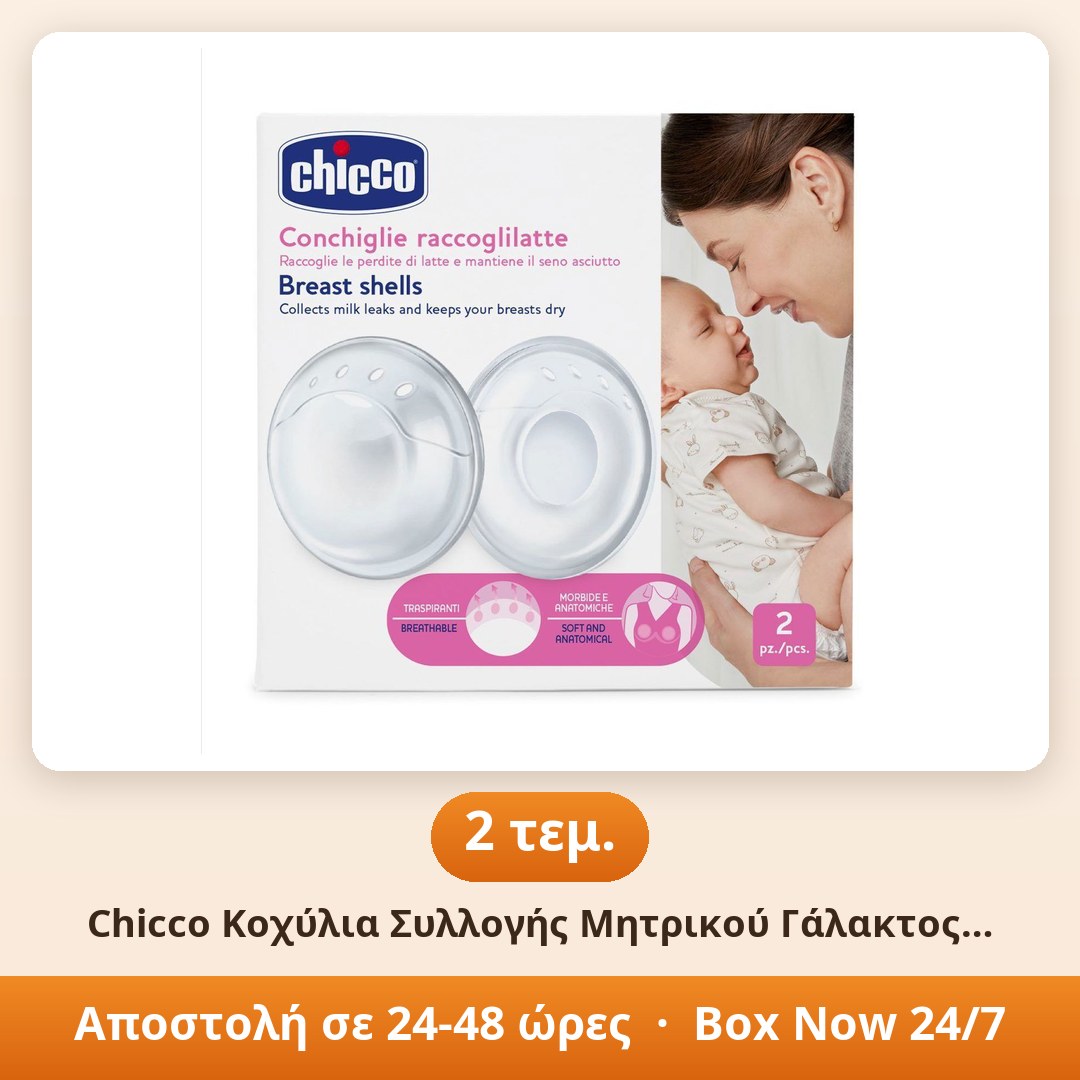 chicco
Conchiglie raccoglilatte
Raccoglie le perdite di latte e mantiene il seno asciutto
Breast shells
Collects milk leaks and keeps your breasts dry
TRASPIRANTI
BREATHABLE
MORBIDE E
ANATOMICHE
SOFT AND
ANATOMICAL
2
pz./pcs.
2 τεμ.
Chicco Κοχύλια Συλλογής Μητρικού Γάλακτος...
Αποστολή σε 24-48 ώρες · Box Now 24/7